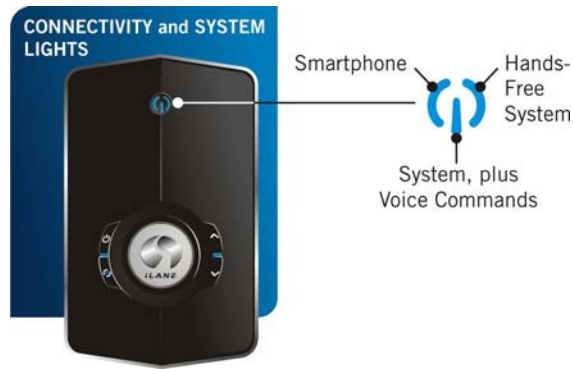 CONNECTIVITY and SYSTEM
LIGHTS
Smartphone
Hands-
Free
System
System, plus
Voice Commands
iLANE